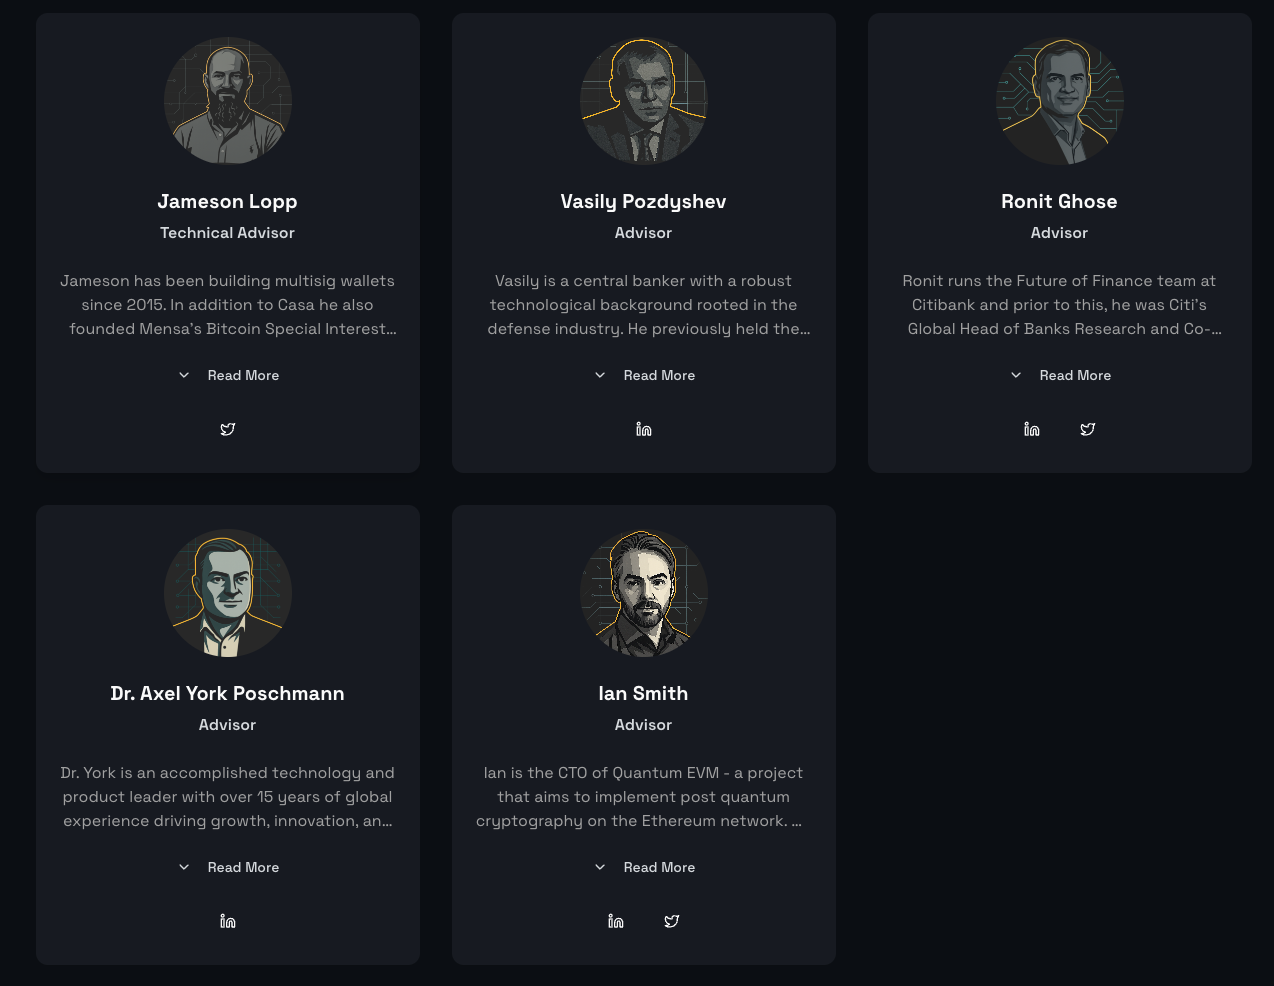 Jameson Lopp
Technical Advisor
Jameson has been building multisig wallets
since 2015. In addition to Casa he also
founded Mensa's Bitcoin Special Interest...
Read More
Vasily Pozdyshev
Advisor
Vasily is a central banker with a robust
technological background rooted in the
defense industry. He previously held the...
Read More
Ronit Ghose
Advisor
Ronit runs the Future of Finance team at
Citibank and prior to this, he was Citi's
Global Head of Banks Research and Co-...
Read More
Dr. Axel York Poschmann
Advisor
Dr. York is an accomplished technology and
product leader with over 15 years of global
experience driving growth, innovation, an...
Read More
Ian Smith
Advisor
Ian is the CTO of Quantum EVM - a project
that aims to implement post quantum
cryptography on the Ethereum network. ...
Read More